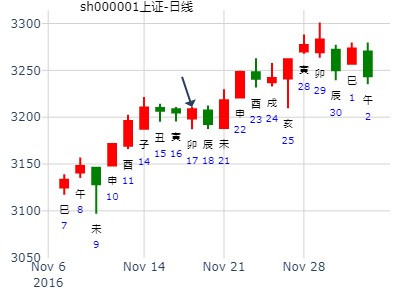 sh000001上证-日线
3300
3250
3200
3150
3100
3050
巳
7
午
8
未
9
申
10
酉
11
子
14
丑
15
寅
16
卯
17
辰
18
未
21
申
22
酉
23
戌
24
亥
25
寅
28
卯
29
辰
30
巳
1
午
2
Nov 6
2016
Nov 14
Nov 21
Nov 28